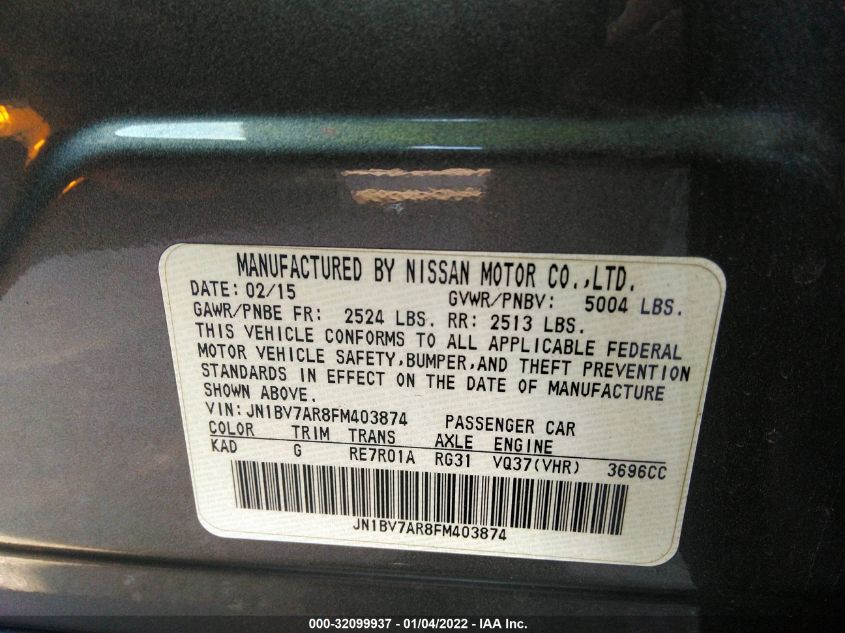 MANUFACTURED BY NISSAN MOTOR CO.,LTD.
DATE: 02/15 GVWR/PNBV: 5004 LBS.
GAWR/PNBE FR: 2524 LBS. RR: 2513 LBS.
THIS VEHICLE CONFORMS TO ALL APPLICABLE FEDERAL
MOTOR VEHICLE SAFETY,BUMPER,AND THEFT PREVENTION
STANDARDS IN EFFECT ON THE DATE OF MANUFACTURE
SHOWN ABOVE.
VIN:JN1BV7AR8FM403874 PASSENGER CAR
COLOR TRIM TRANS AXLE ENGINE
KAD G RE7R01A RG31 VQ37(VHR) 3696CC
JN1BV7AR8FM403874
000-32099937 - 01/04/2022 - IAA Inc.